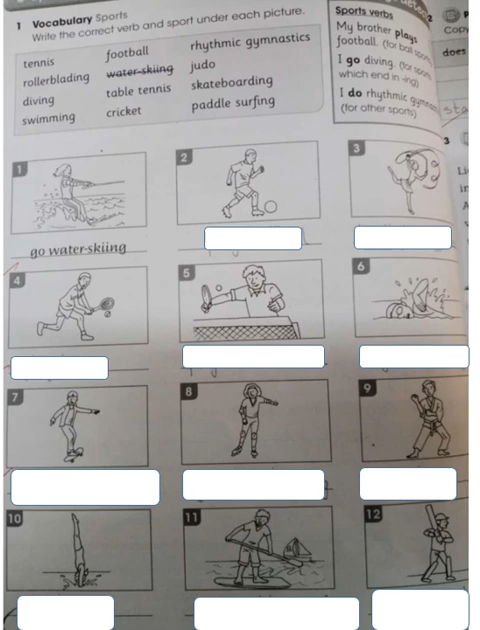 1 Vocabulary Sports
Write the correct verb and sport under each picture.
tennis football rhythmic gymnastics
rollerblading water-skiing judo
diving table tennis skateboarding
swimming cricket paddle surfing
Sports verbs
My brother plays
football. (for ball sports)
I go diving. (for sports
which end in -ing)
I do rhythmic
(for other sports)
2
Copy
does
3
1
2
3
go water-skiing
4
5
6
7
8
9
10
11
12